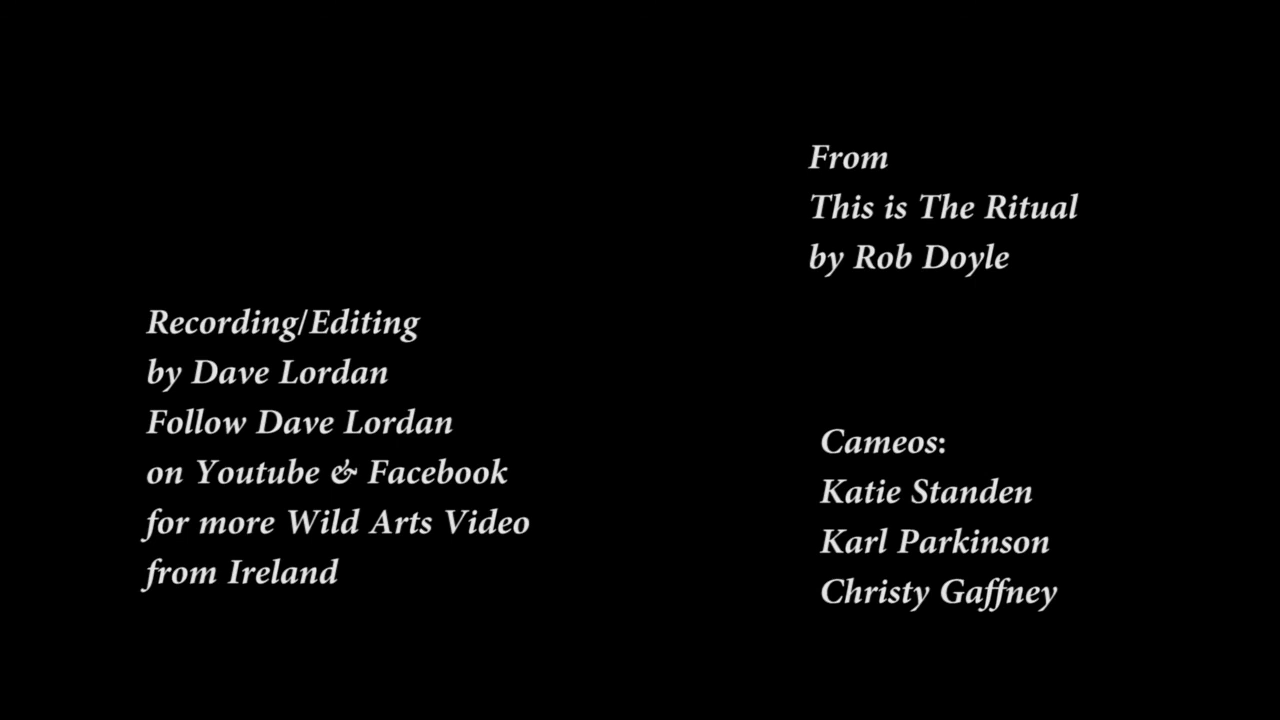 From
This is The Ritual
by Rob Doyle
Recording/Editing
by Dave Lordan
Follow Dave Lordan
on Youtube & Facebook
for more Wild Arts Video
from Ireland
Cameos:
Katie Standen
Karl Parkinson
Christy Gaffney